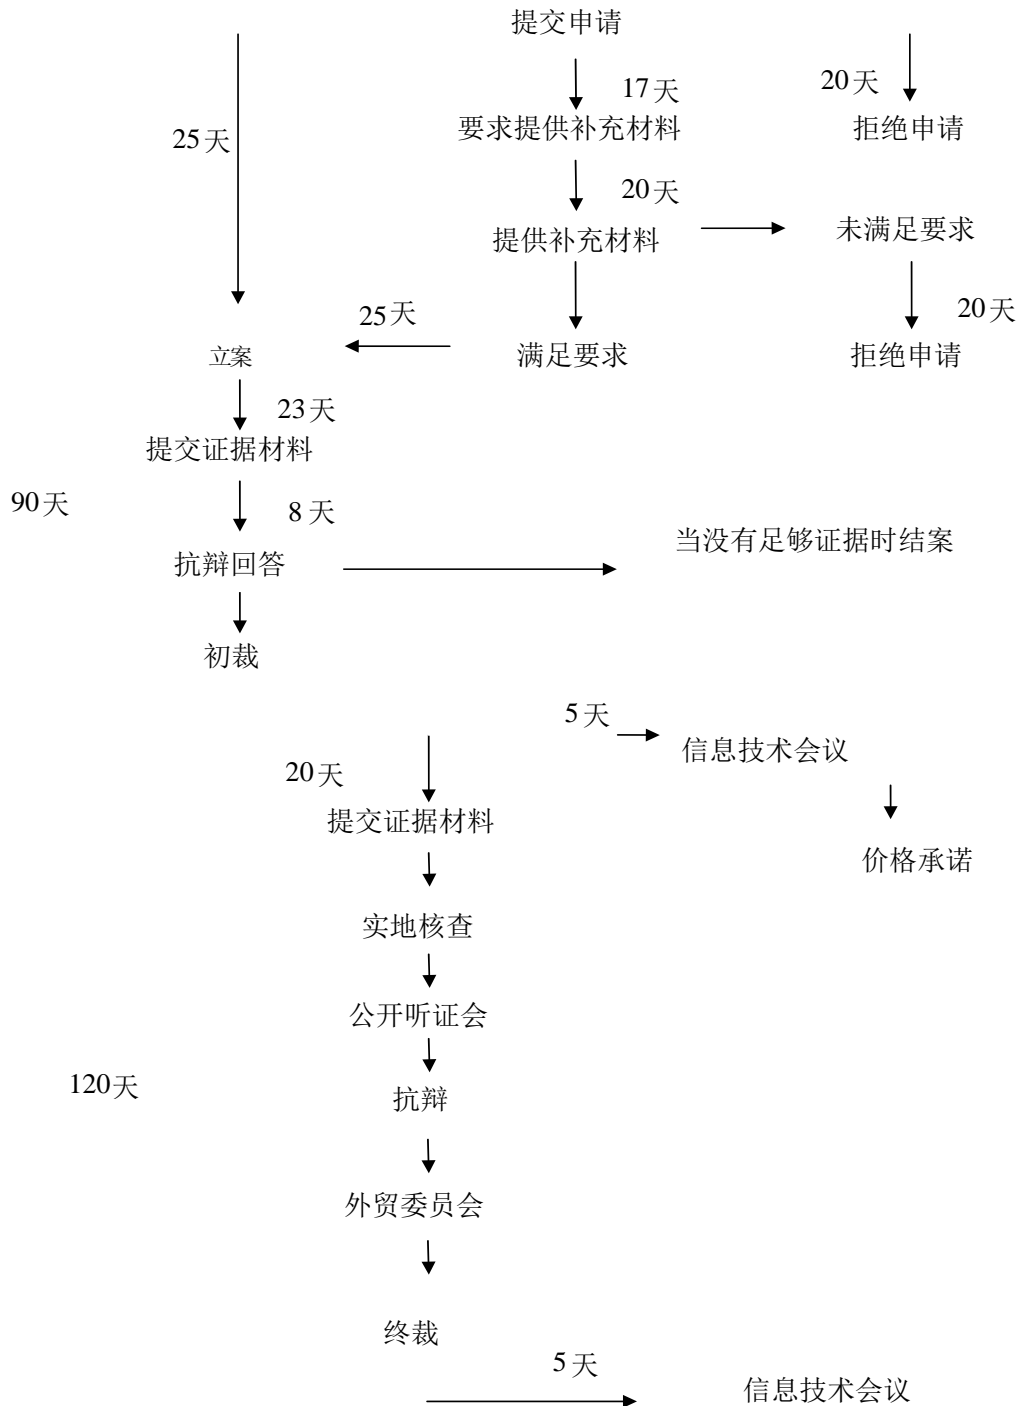 提交申请
17天
20天
25天
要求提供补充材料
拒绝申请
20天
提供补充材料
未满足要求
25天
20天
立案
满足要求
拒绝申请
23天
提交证据材料
90天
8天
当没有足够证据时结案
抗辩回答
初裁
5天
信息技术会议
20天
提交证据材料
价格承诺
实地核查
公开听证会
120天
抗辩
外贸委员会
终裁
5天
信息技术会议